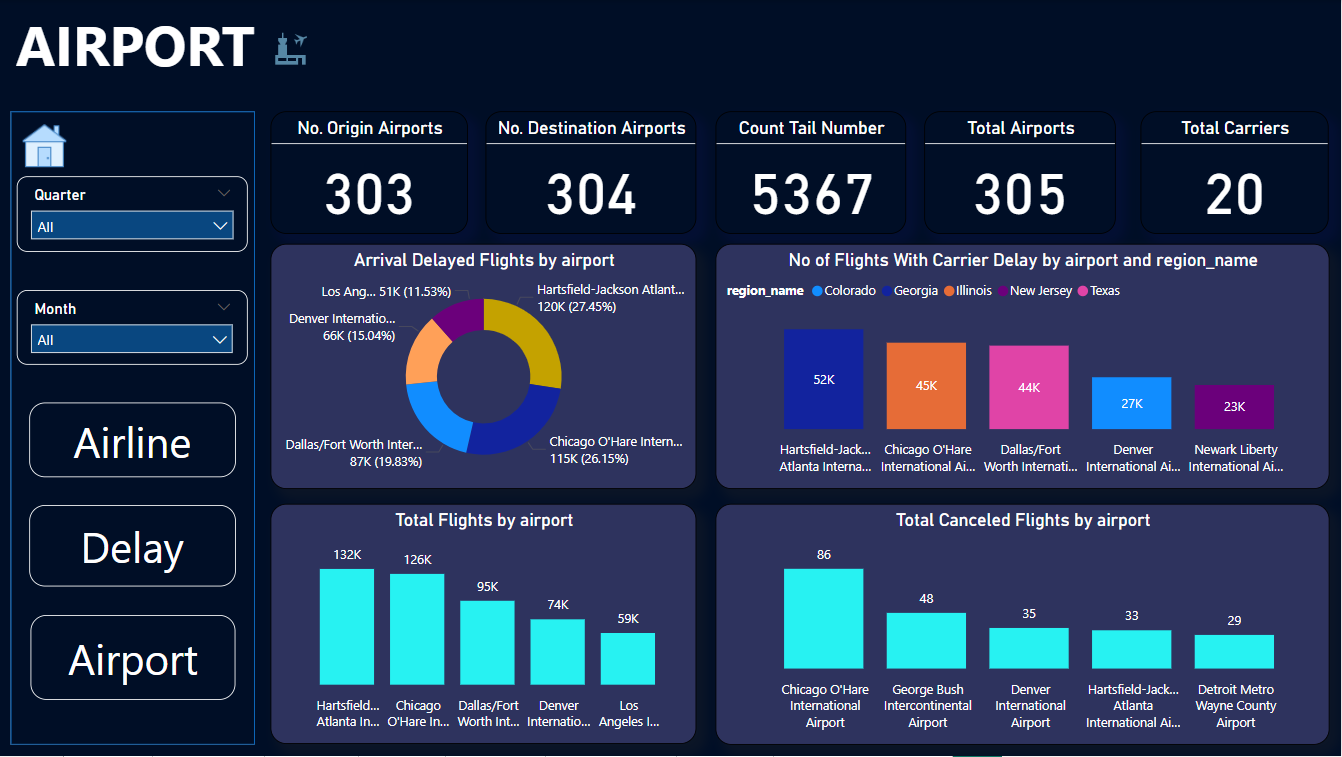 AIRPORT
Quarter
All
Month
All
Airline
Delay
Airport
No. Origin Airports
303
No. Destination Airports
304
Count Tail Number
5367
Total Airports
305
Total Carriers
20
Arrival Delayed Flights by airport
Los Ang... 51K (11.53%)
Hartsfield-Jackson Atlant...
120K (27.45%)
Denver Internatio...
66K (15.04%)
Dallas/Fort Worth Inter...
87K (19.83%)
Chicago O'Hare Intern...
115K (26.15%)
No of Flights With Carrier Delay by airport and region_name
region_name Colorado Georgia Illinois New Jersey Texas
52K
45K
44K
27K
23K
Hartsfield-Jack...
Atlanta Interna...
Chicago O'Hare
International Ai...
Dallas/Fort
Worth Internati...
Denver
International Ai...
Newark Liberty
International Ai...
Total Flights by airport
132K
126K
95K
74K
59K
Hartsfield...
Atlanta In...
Chicago
O'Hare In...
Dallas/Fort
Worth Int...
Denver
Internatio...
Los
Angeles I...
Total Canceled Flights by airport
86
48
35
33
29
Chicago O'Hare
International
Airport
George Bush
Intercontinental
Airport
Denver
International
Airport
Hartsfield-Jack...
Atlanta
International Ai...
Detroit Metro
Wayne County
Airport